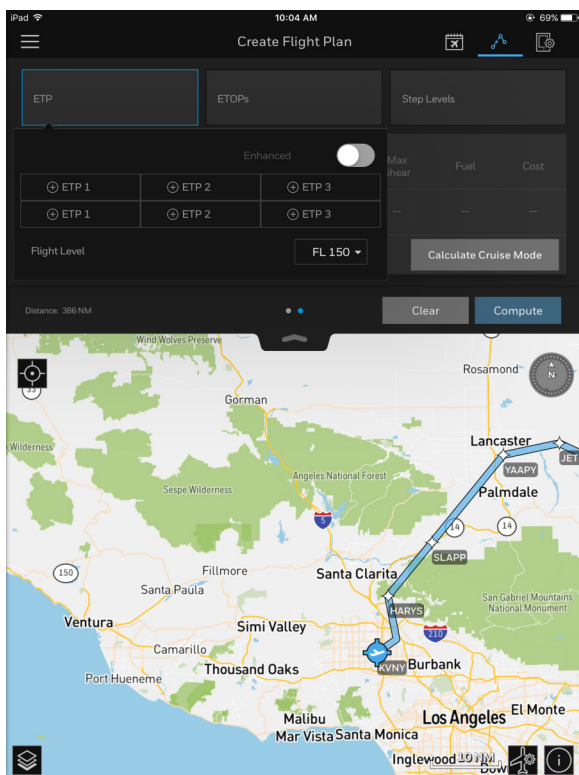 iPad 10:04 AM 69%
Create Flight Plan
ETP ETOPs Step Levels
Enhanced
Max Shear Fuel Cost
⊕ ETP 1 ⊕ ETP 2 ⊕ ETP 3
⊕ ETP 1 ⊕ ETP 2 ⊕ ETP 3
-- -- --
Flight Level FL 150 Calculate Cruise Mode
Distance: 386 NM Clear Compute
Wind Wolves Preserve
Rosamond
N
33
Gorman
Lancaster
JET
YAAPY
Wilderness
Angeles National Forest
Sespe Wilderness
Palmdale
5
14 14
SLAPP
150
Fillmore
Santa Clarita
Santa Paula
San Gabriel Mountains
National Monument
HARYS
Ventura
Simi Valley
210
Camarillo
KVNY Burbank
Thousand Oaks
Port Hueneme
El Monte
Malibu
Los Angeles
Mar Vista Santa Monica
Inglewood 10 NM